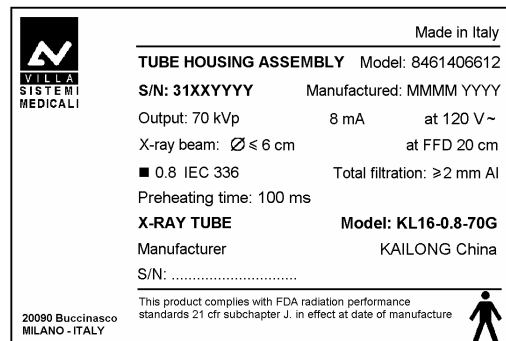 Made in Italy
VILLA
SISTEMI
MEDICALI
TUBE HOUSING ASSEMBLY Model: 8461406612
S/N: 31XXYYYY Manufactured: MMMM YYYY
Output: 70 kVp 8 mA at 120 V~
X-ray beam: Ø ≤ 6 cm at FFD 20 cm
■ 0.8 IEC 336 Total filtration: ≥2 mm Al
Preheating time: 100 ms
X-RAY TUBE Model: KL16-0.8-70G
Manufacturer KAILONG China
S/N: ..............................
This product complies with FDA radiation performance
standards 21 cfr subchapter J. in effect at date of manufacture
20090 Buccinasco
MILANO - ITALY